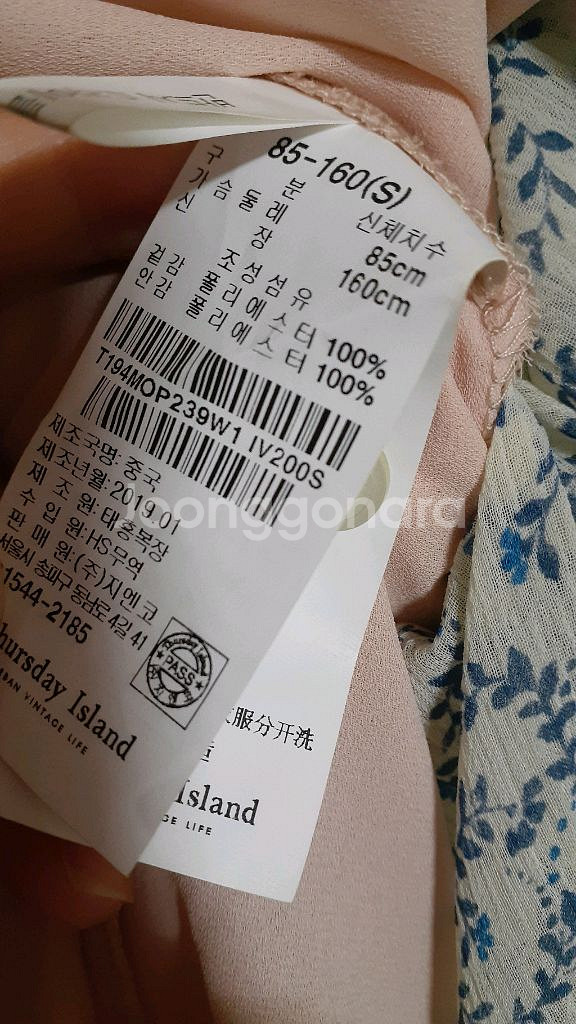 85-160(S)
구 분 신체치수
가슴둘레 85cm
신 장 160cm
조성섬유
겉감 폴리에스터 100%
안감 폴리에스터 100%
T194MOP239W1 IV200S
제조국명: 중국
제조년월: 2019.01
제 조 원: 태충복장
수 입 원: HS무역
판 매 원: (주)지엔코
서울시 송파구 동남로 4길 41
1544-2185
PASS
hursday Island
URBAN VINTAGE LIFE
服分开洗
Island
GE LIFE
Joonggonara